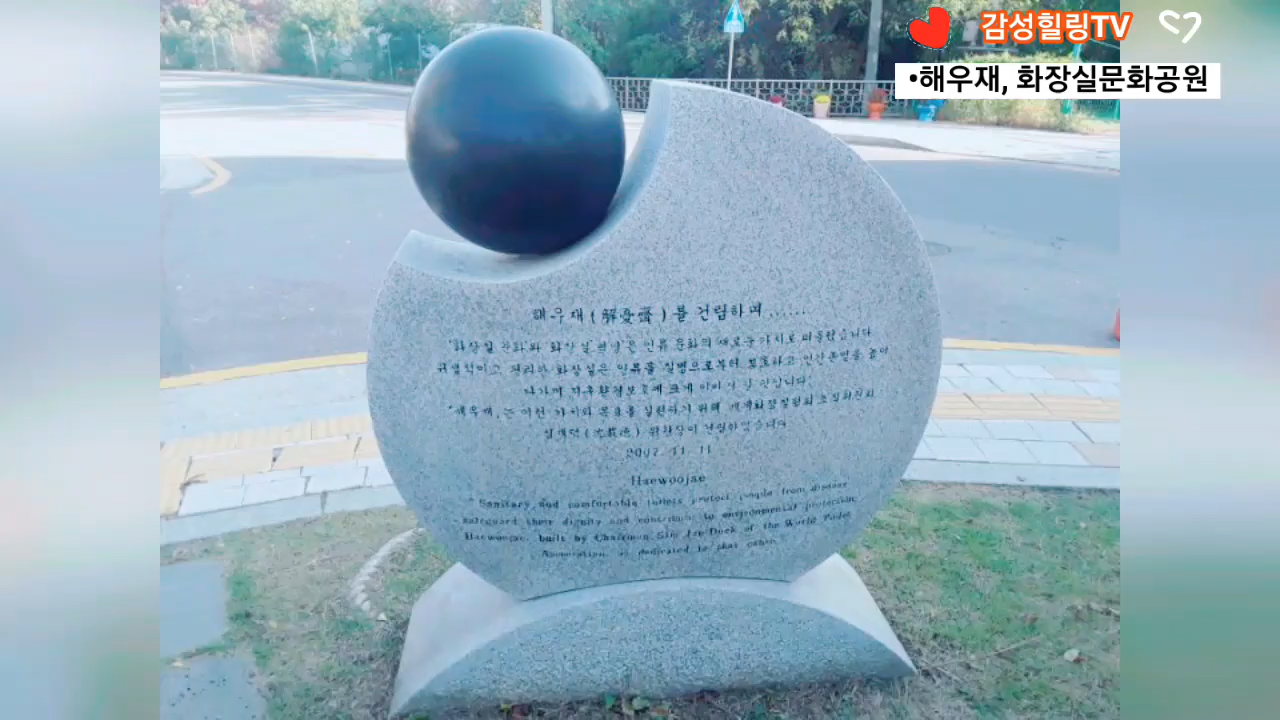 감성힐링TV
•해우재, 화장실문화공원
해우재 (解憂齋) 를 건립하며......
'화장실 문화'와 '화장실 혁명'은 인류 문화의 새로운 가치로 떠올랐습니다
위생적이고 편리한 화장실은 인류를 질병으로부터 보호하고 인간존엄을 높여
나가며 지구환경보호에 크게 이바지 할 것입니다.
"해우재,는 이런 가치와 목표를 실현하기 위해 세계화장실협회 조직위원회
심재덕 (沈載德) 위원장이 건립하였습니다
2007. 11. 11
Haewoojae
"Sanitary and comfortable toilets protect people from disease
safeguard their dignity and contribute to environmental protection.
Haewoojae, built by Chairman Sim Jae-Duck of the World Toilet
Association, is dedicated to that cause."